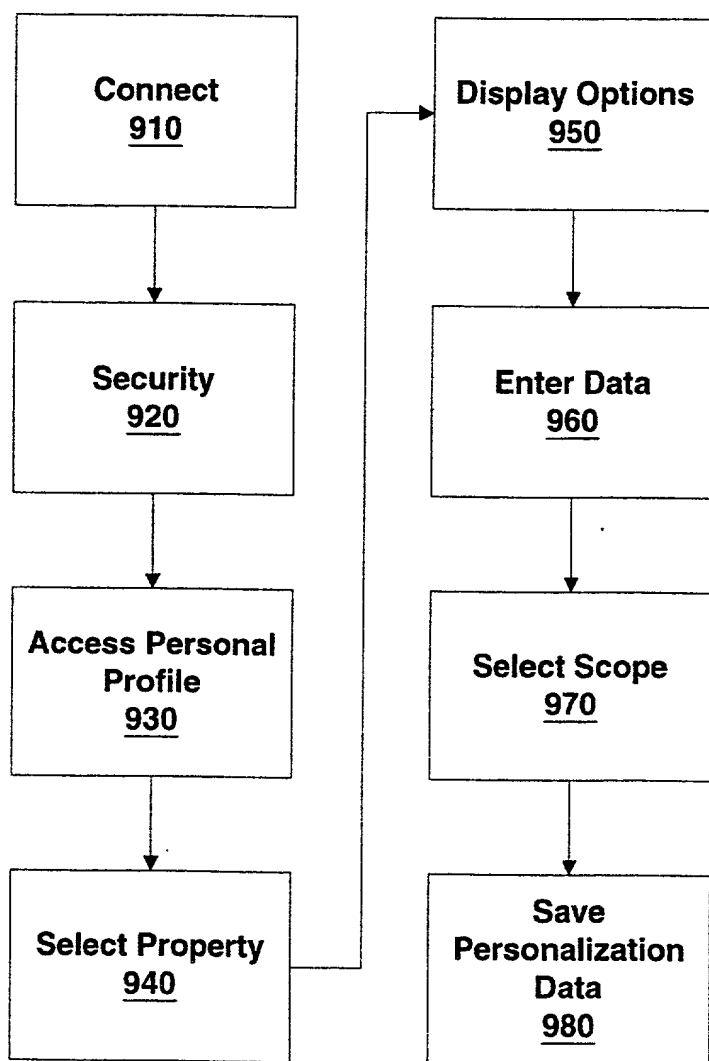 Connect
910
Security
920
Access Personal
Profile
930
Select Property
940
Display Options
950
Enter Data
960
Select Scope
970
Save
Personalization
Data
980